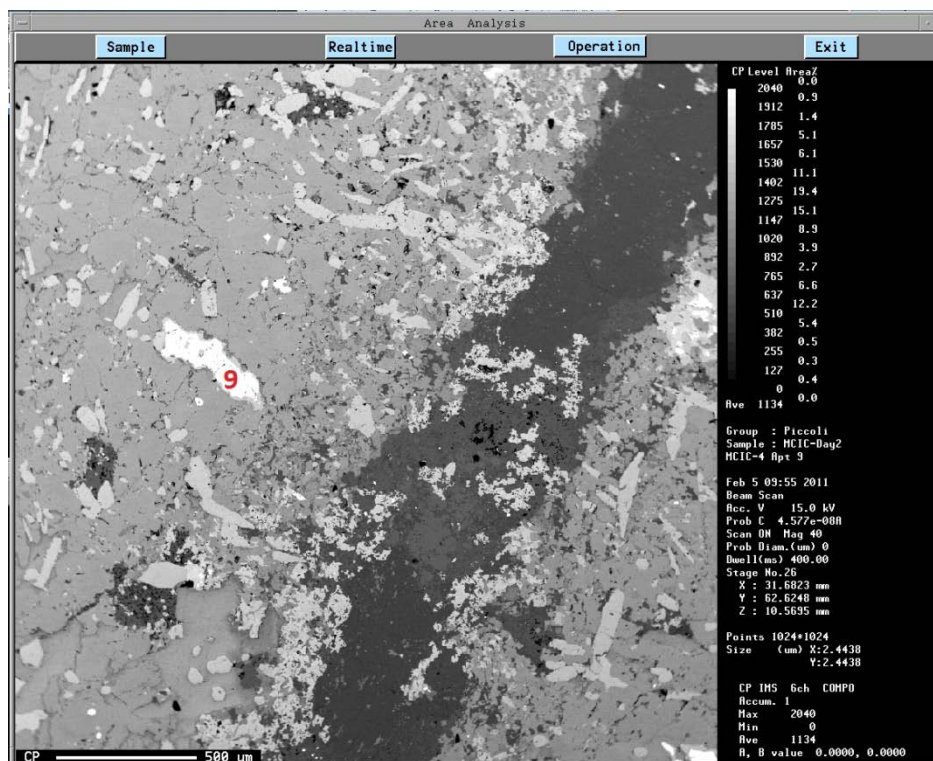 Area Analysis
Sample Realtime Operation Exit
CP Level Area%
0.0
2040
0.9
1912
1.4
1785
5.1
1657
6.1
1530
11.1
1402
19.4
1275
15.1
1147
8.9
1020
3.9
892
2.7
765
6.6
637
12.2
510
5.4
382
0.5
255
0.3
127
0.4
0
0.0
Ave 1134
Group : Piccoli
Sample : MCIC-Day2
MCIC-4 Apt 9
Feb 5 09:55 2011
Beam Scan
Acc. V 15.0 kV
Prob C 4.577e-08A
Scan ON Mag 40
Prob Diam.(um) 0
Dwell(ms) 400.00
Stage No.26
X : 31.6823 mm
Y : 62.6248 mm
Z : 10.5695 mm
Points 1024*1024
Size (um) X:2.4438
Y:2.4438
CP IMS 6ch COMPO
Accum. 1
Max 2040
Min 0
Ave 1134
A, B value 0.0000, 0.0000
9
CP 500 um